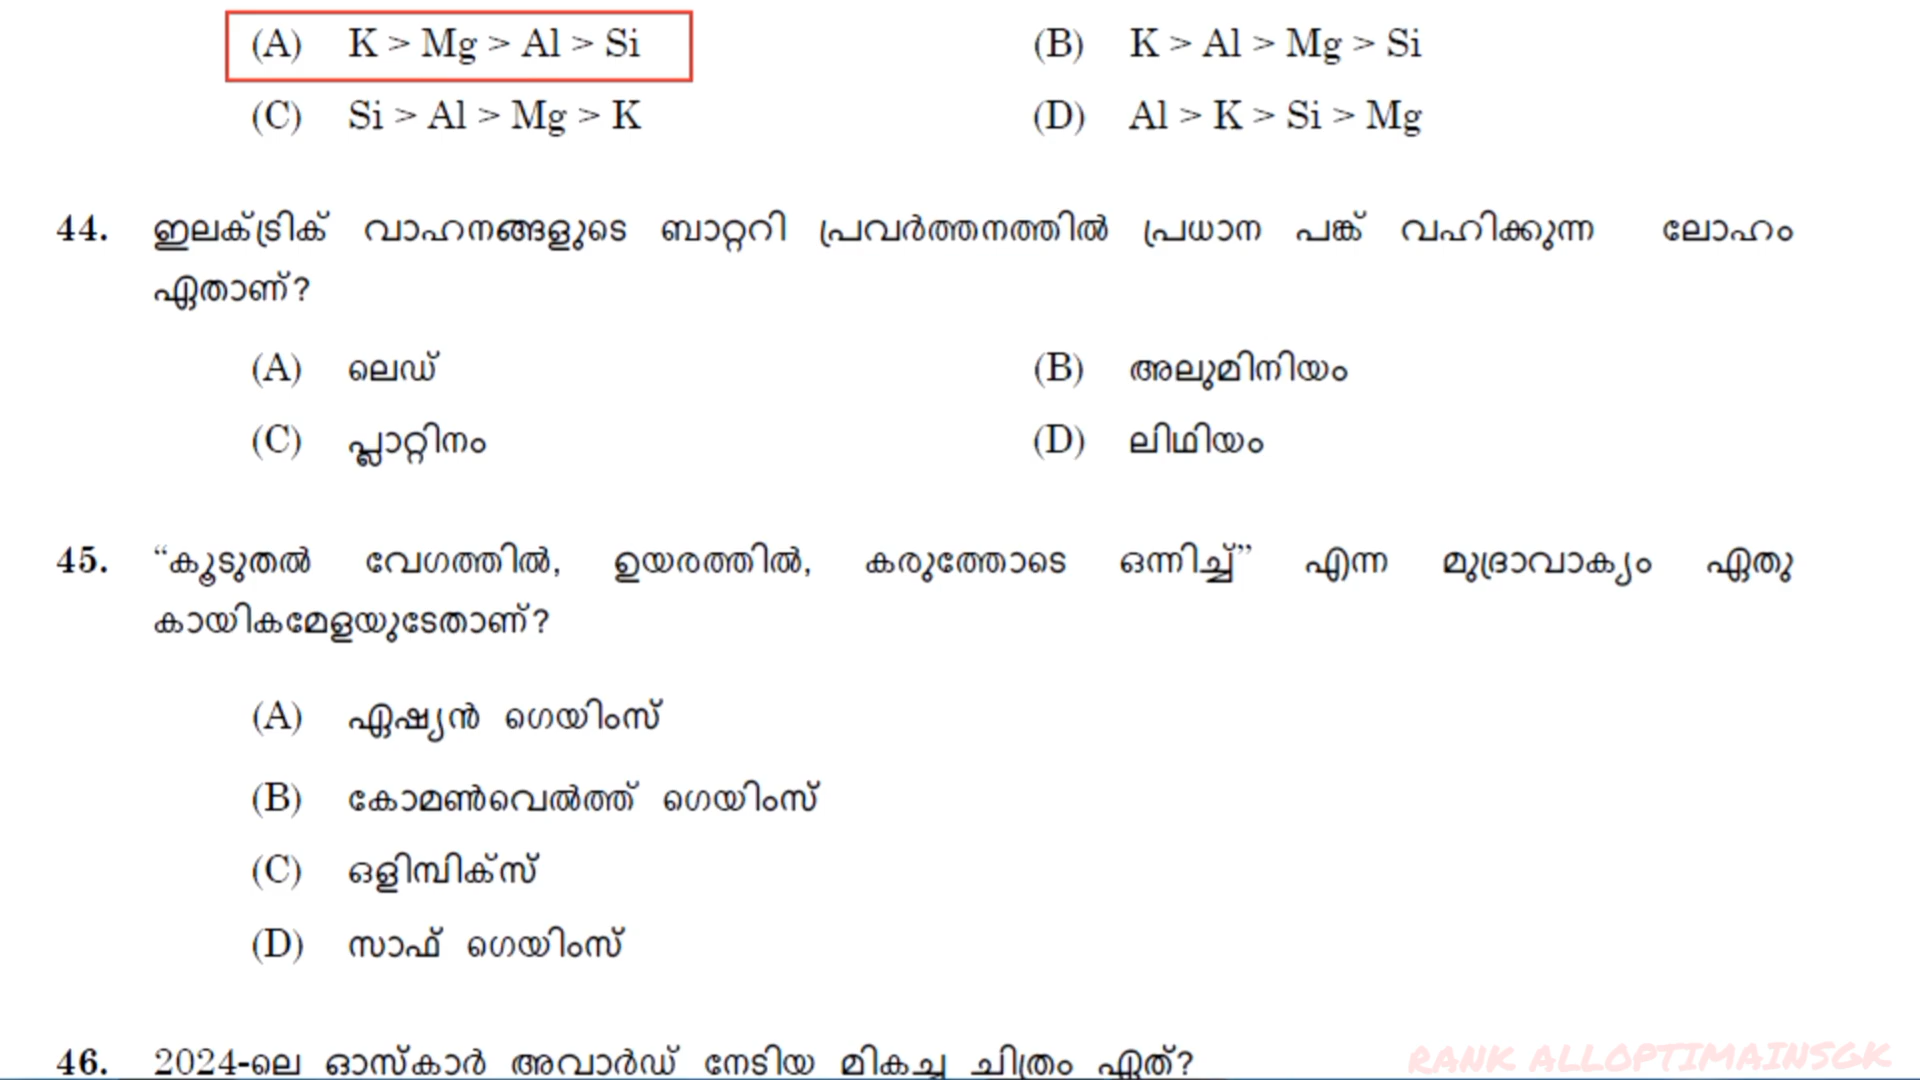 (A) K > Mg > Al > Si (B) K > Al > Mg > Si
(C) Si > Al > Mg > K (D) Al > K > Si > Mg
44. ഇലക്ട്രിക് വാഹനങ്ങളുടെ ബാറ്ററി പ്രവർത്തനത്തിൽ പ്രധാന പങ്ക് വഹിക്കുന്ന ലോഹം
ഏതാണ്?
(A) ലെഡ് (B) അലുമിനിയം
(C) പ്ലാറ്റിനം (D) ലിഥിയം
45. “കൂടുതൽ വേഗത്തിൽ, ഉയരത്തിൽ, കരുത്തോടെ ഒന്നിച്ച്” എന്ന മുദ്രാവാക്യം ഏതു
കായികമേളയുടേതാണ്?
(A) ഏഷ്യൻ ഗെയിംസ്
(B) കോമൺവെൽത്ത് ഗെയിംസ്
(C) ഒളിമ്പിക്സ്
(D) സാഫ് ഗെയിംസ്
46. 2024-ലെ ഓസ്കാർ അവാർഡ് നേടിയ മികച്ച ചിത്രം ഏത്?
RANK ALLOPTIMAINSGK